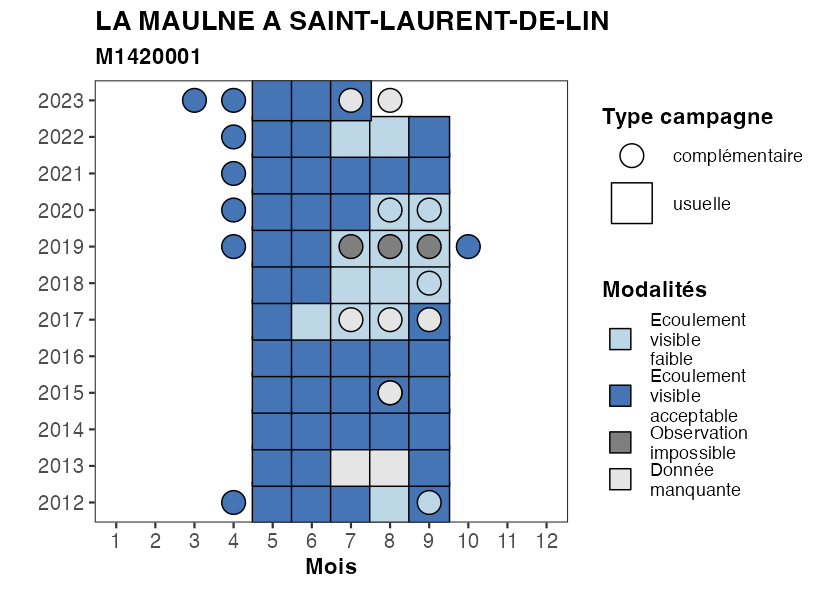 LA MAULNE A SAINT-LAURENT-DE-LIN
M1420001
2023
2022
2021
2020
2019
2018
2017
2016
2015
2014
2013
2012
1 2 3 4 5 6 7 8 9 10 11 12
Mois
Type campagne
complémentaire
usuelle
Modalités
Ecoulement
visible
faible
Ecoulement
visible
acceptable
Observation
impossible
Donnée
manquante